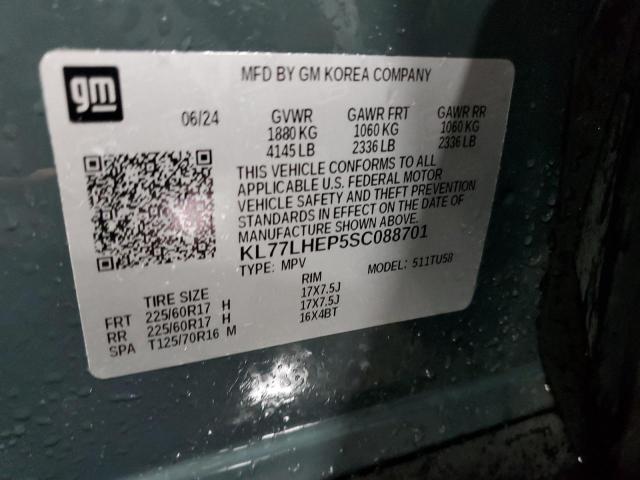 gm
MFD BY GM KOREA COMPANY
06/24 GVWR GAWR FRT GAWR RR
1880 KG 1060 KG 1060 KG
4145 LB 2336 LB 2336 LB
THIS VEHICLE CONFORMS TO ALL
APPLICABLE U.S. FEDERAL MOTOR
VEHICLE SAFETY AND THEFT PREVENTION
STANDARDS IN EFFECT ON THE DATE OF
MANUFACTURE SHOWN ABOVE.
KL77LHEP5SC088701
TYPE: MPV MODEL: 511TU58
TIRE SIZE RIM
FRT 225/60R17 H 17X7.5J
RR 225/60R17 H 17X7.5J
SPA T125/70R16 M 16X4BT